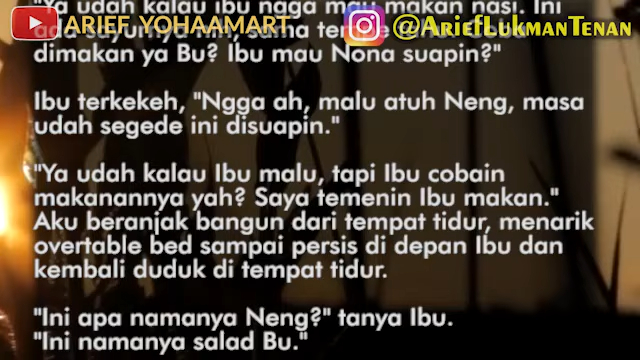 "Ya udah kalau ibu ngga mau makan nasi. Ini
ARIEF YOHAAMART
@AriefLukmanTenan
dimakan ya Bu? Ibu mau Nona suapin?"
Ibu terkekeh, "Ngga ah, malu atuh Neng, masa
udah segede ini disuapin."
"Ya udah kalau Ibu malu, tapi Ibu cobain
makanannya yah? Saya temenin Ibu makan."
Aku beranjak bangun dari tempat tidur, menarik
overtable bed sampai persis di depan Ibu dan
kembali duduk di tempat tidur.
"Ini apa namanya Neng?" tanya Ibu.
"Ini namanya salad Bu."